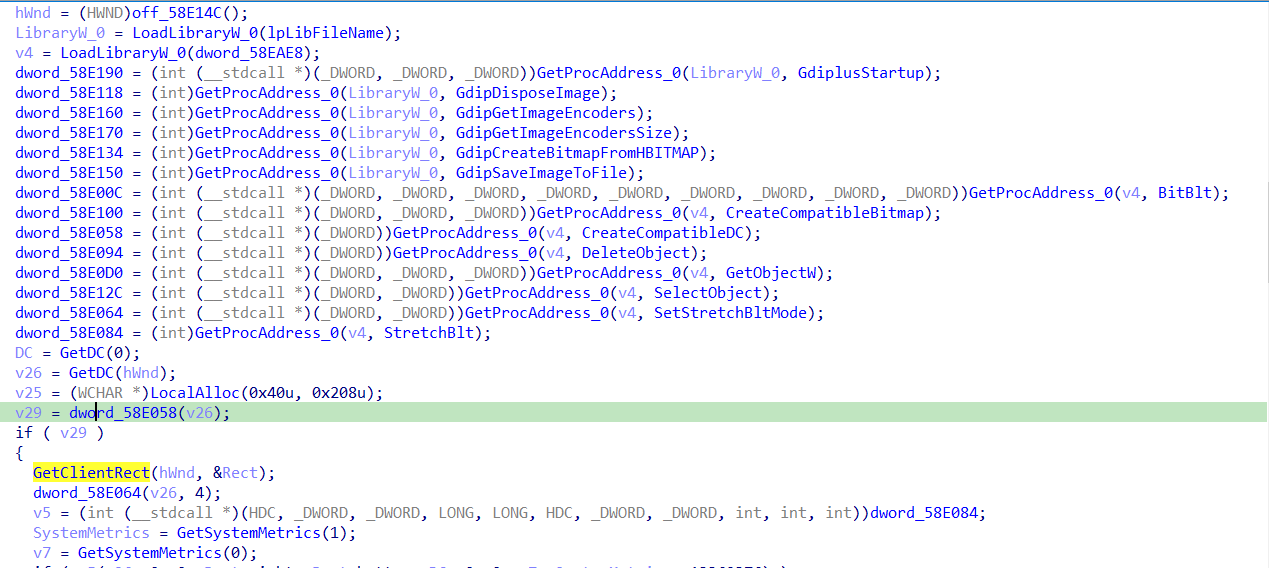 hWnd = (HWND)off_58E14C();
LibraryW_0 = LoadLibraryW_0(lpLibFileName);
v4 = LoadLibraryW_0(dword_58EAE8);
dword_58E190 = (int (__stdcall *)(_DWORD, _DWORD, _DWORD))GetProcAddress_0(LibraryW_0, GdiplusStartup);
dword_58E118 = (int)GetProcAddress_0(LibraryW_0, GdipDisposeImage);
dword_58E160 = (int)GetProcAddress_0(LibraryW_0, GdipGetImageEncoders);
dword_58E170 = (int)GetProcAddress_0(LibraryW_0, GdipGetImageEncodersSize);
dword_58E134 = (int)GetProcAddress_0(LibraryW_0, GdipCreateBitmapFromHBITMAP);
dword_58E150 = (int)GetProcAddress_0(LibraryW_0, GdipSaveImageToFile);
dword_58E00C = (int (__stdcall *)(_DWORD, _DWORD, _DWORD, _DWORD, _DWORD, _DWORD, _DWORD, _DWORD, _DWORD))GetProcAddress_0(v4, BitBlt);
dword_58E100 = (int (__stdcall *)(_DWORD, _DWORD, _DWORD))GetProcAddress_0(v4, CreateCompatibleBitmap);
dword_58E058 = (int (__stdcall *)(_DWORD))GetProcAddress_0(v4, CreateCompatibleDC);
dword_58E094 = (int (__stdcall *)(_DWORD))GetProcAddress_0(v4, DeleteObject);
dword_58E0D0 = (int (__stdcall *)(_DWORD, _DWORD, _DWORD))GetProcAddress_0(v4, GetObjectW);
dword_58E12C = (int (__stdcall *)(_DWORD, _DWORD))GetProcAddress_0(v4, SelectObject);
dword_58E064 = (int (__stdcall *)(_DWORD, _DWORD))GetProcAddress_0(v4, SetStretchBltMode);
dword_58E084 = (int)GetProcAddress_0(v4, StretchBlt);
DC = GetDC(0);
v26 = GetDC(hWnd);
v25 = (WCHAR *)LocalAlloc(0x40u, 0x208u);
v29 = dword_58E058(v26);
if ( v29 )
{
GetClientRect(hWnd, &Rect);
dword_58E064(v26, 4);
v5 = (int (__stdcall *)(HDC, _DWORD, _DWORD, LONG, LONG, HDC, _DWORD, _DWORD, int, int, int))dword_58E084;
SystemMetrics = GetSystemMetrics(1);
v7 = GetSystemMetrics(0);